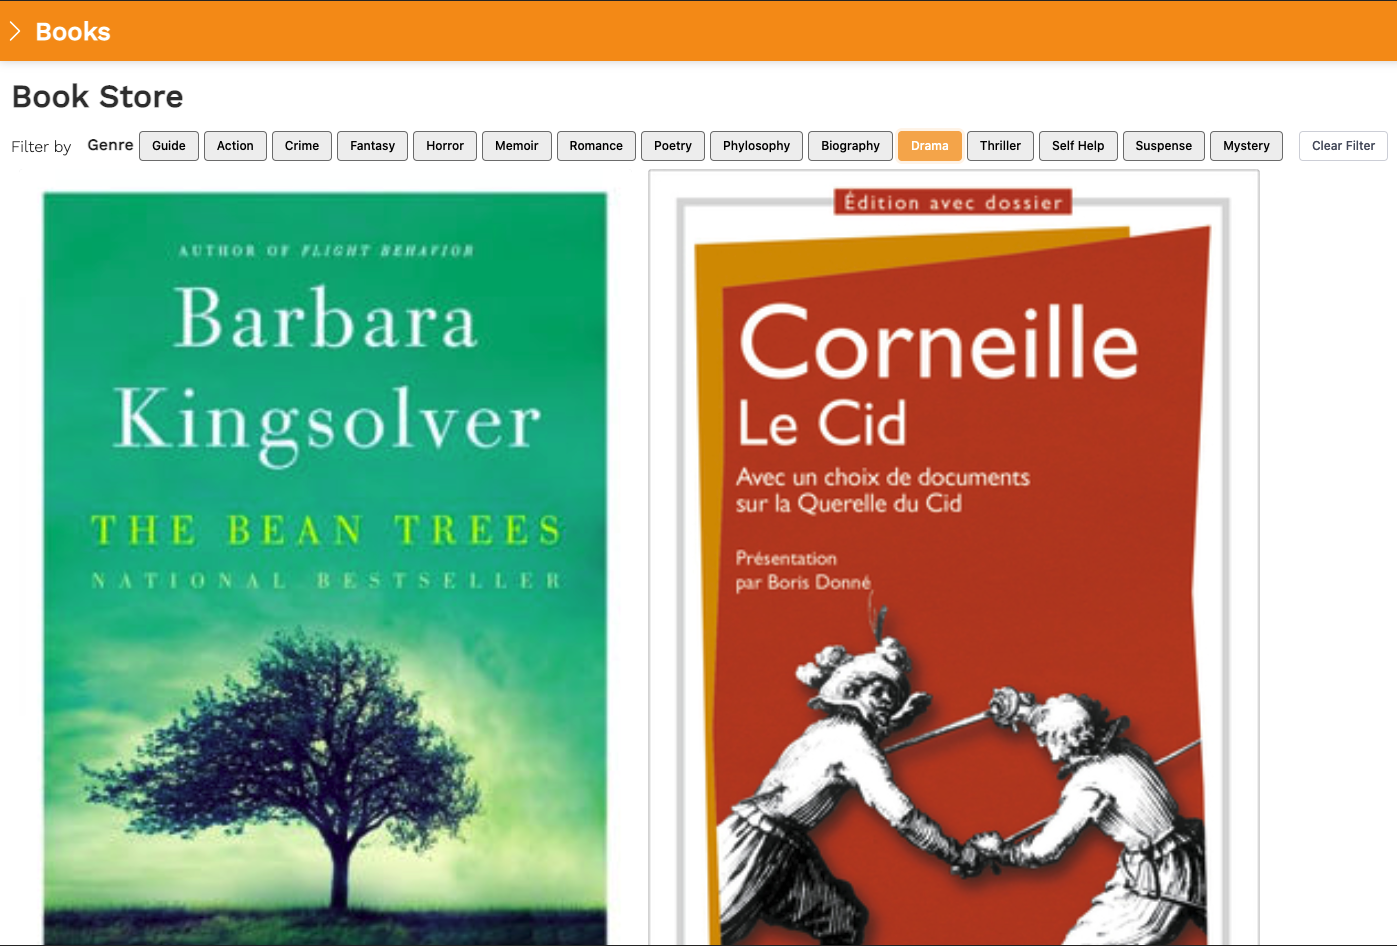 Books
Book Store
Filter by Genre Guide Action Crime Fantasy Horror Memoir Romance Poetry Phylosophy Biography Drama Thriller Self Help Suspense Mystery Clear Filter
AUTHOR OF FLIGHT BEHAVIOR
Barbara
Kingsolver
THE BEAN TREES
NATIONAL BESTSELLER
Édition avec dossier
Corneille
Le Cid
Avec un choix de documents
sur la Querelle du Cid
Présentation
par Boris Donné